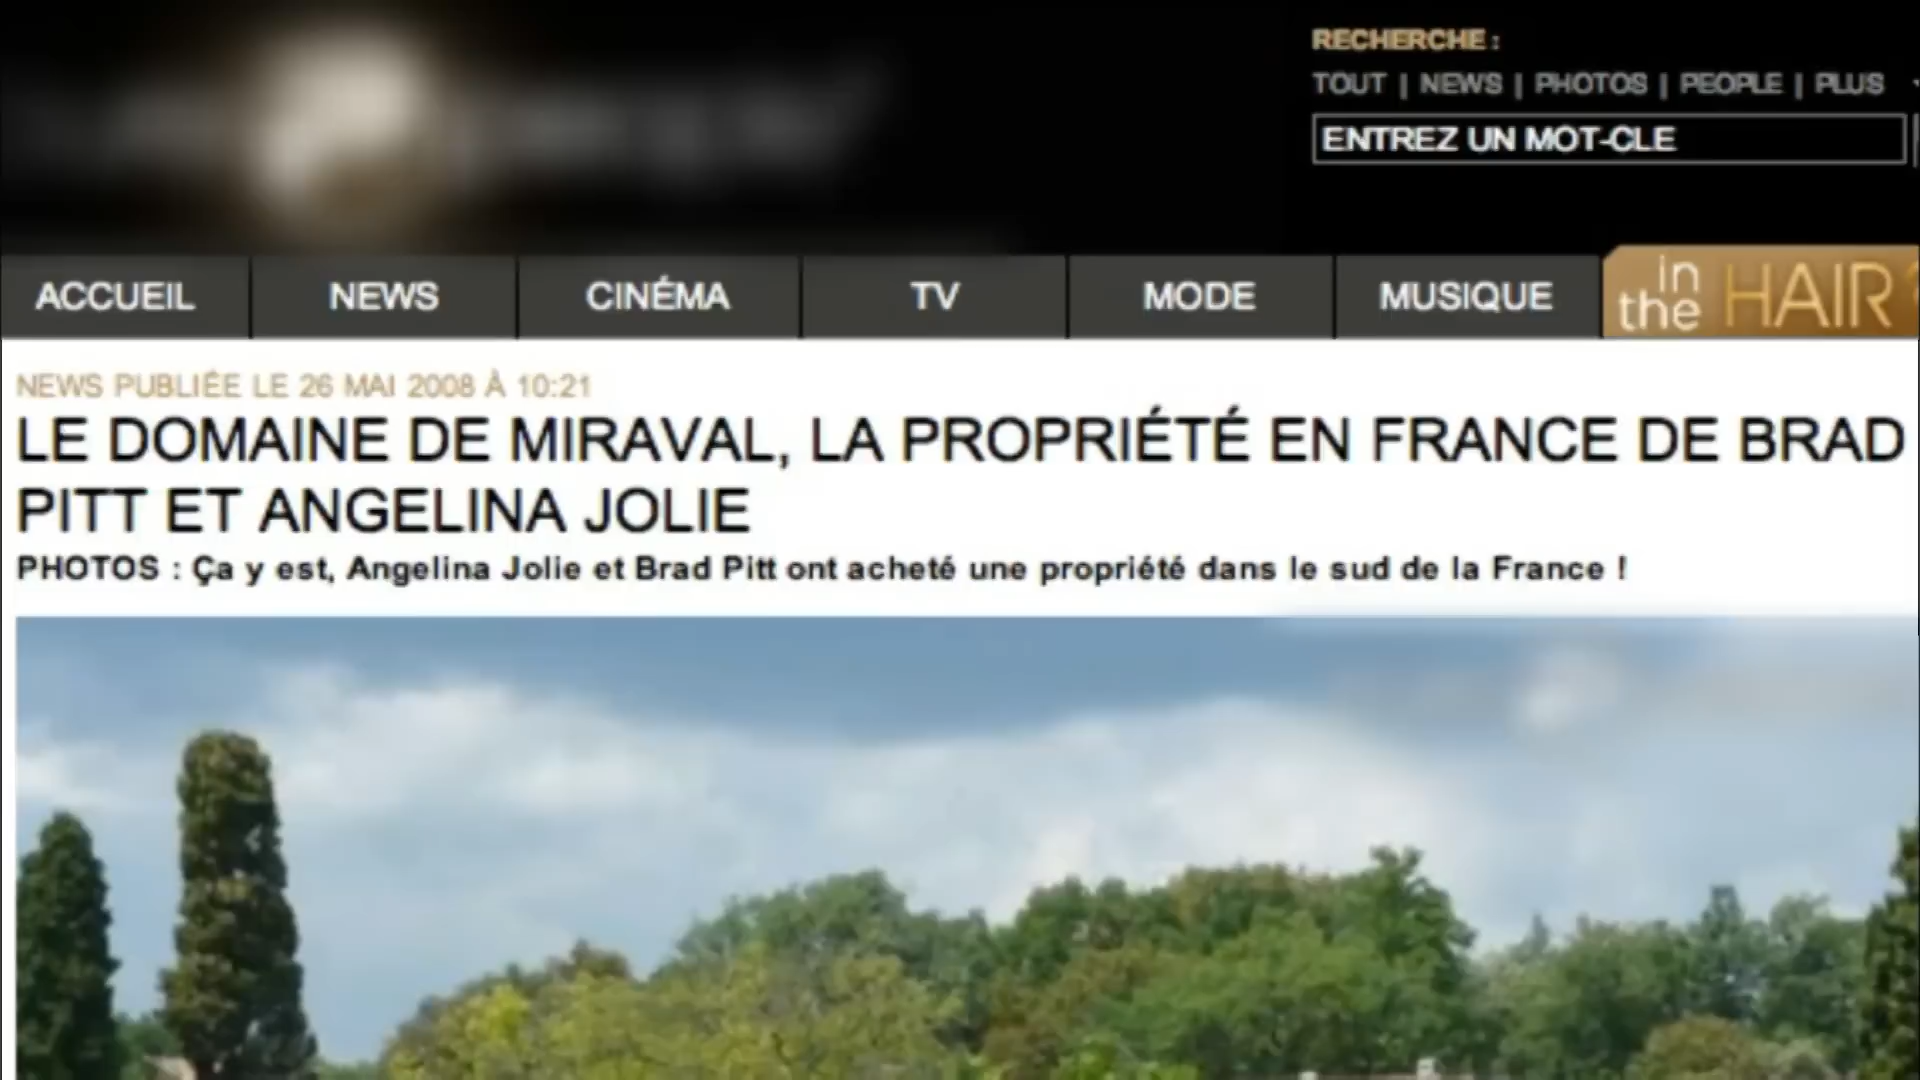 RECHERCHE :
TOUT | NEWS | PHOTOS | PEOPLE | PLUS
ENTREZ UN MOT-CLE
ACCUEIL NEWS CINÉMA TV MODE MUSIQUE in the HAIR
NEWS PUBLIÉE LE 26 MAI 2008 À 10:21
LE DOMAINE DE MIRAVAL, LA PROPRIÉTÉ EN FRANCE DE BRAD
PITT ET ANGELINA JOLIE
PHOTOS : Ça y est, Angelina Jolie et Brad Pitt ont acheté une propriété dans le sud de la France !